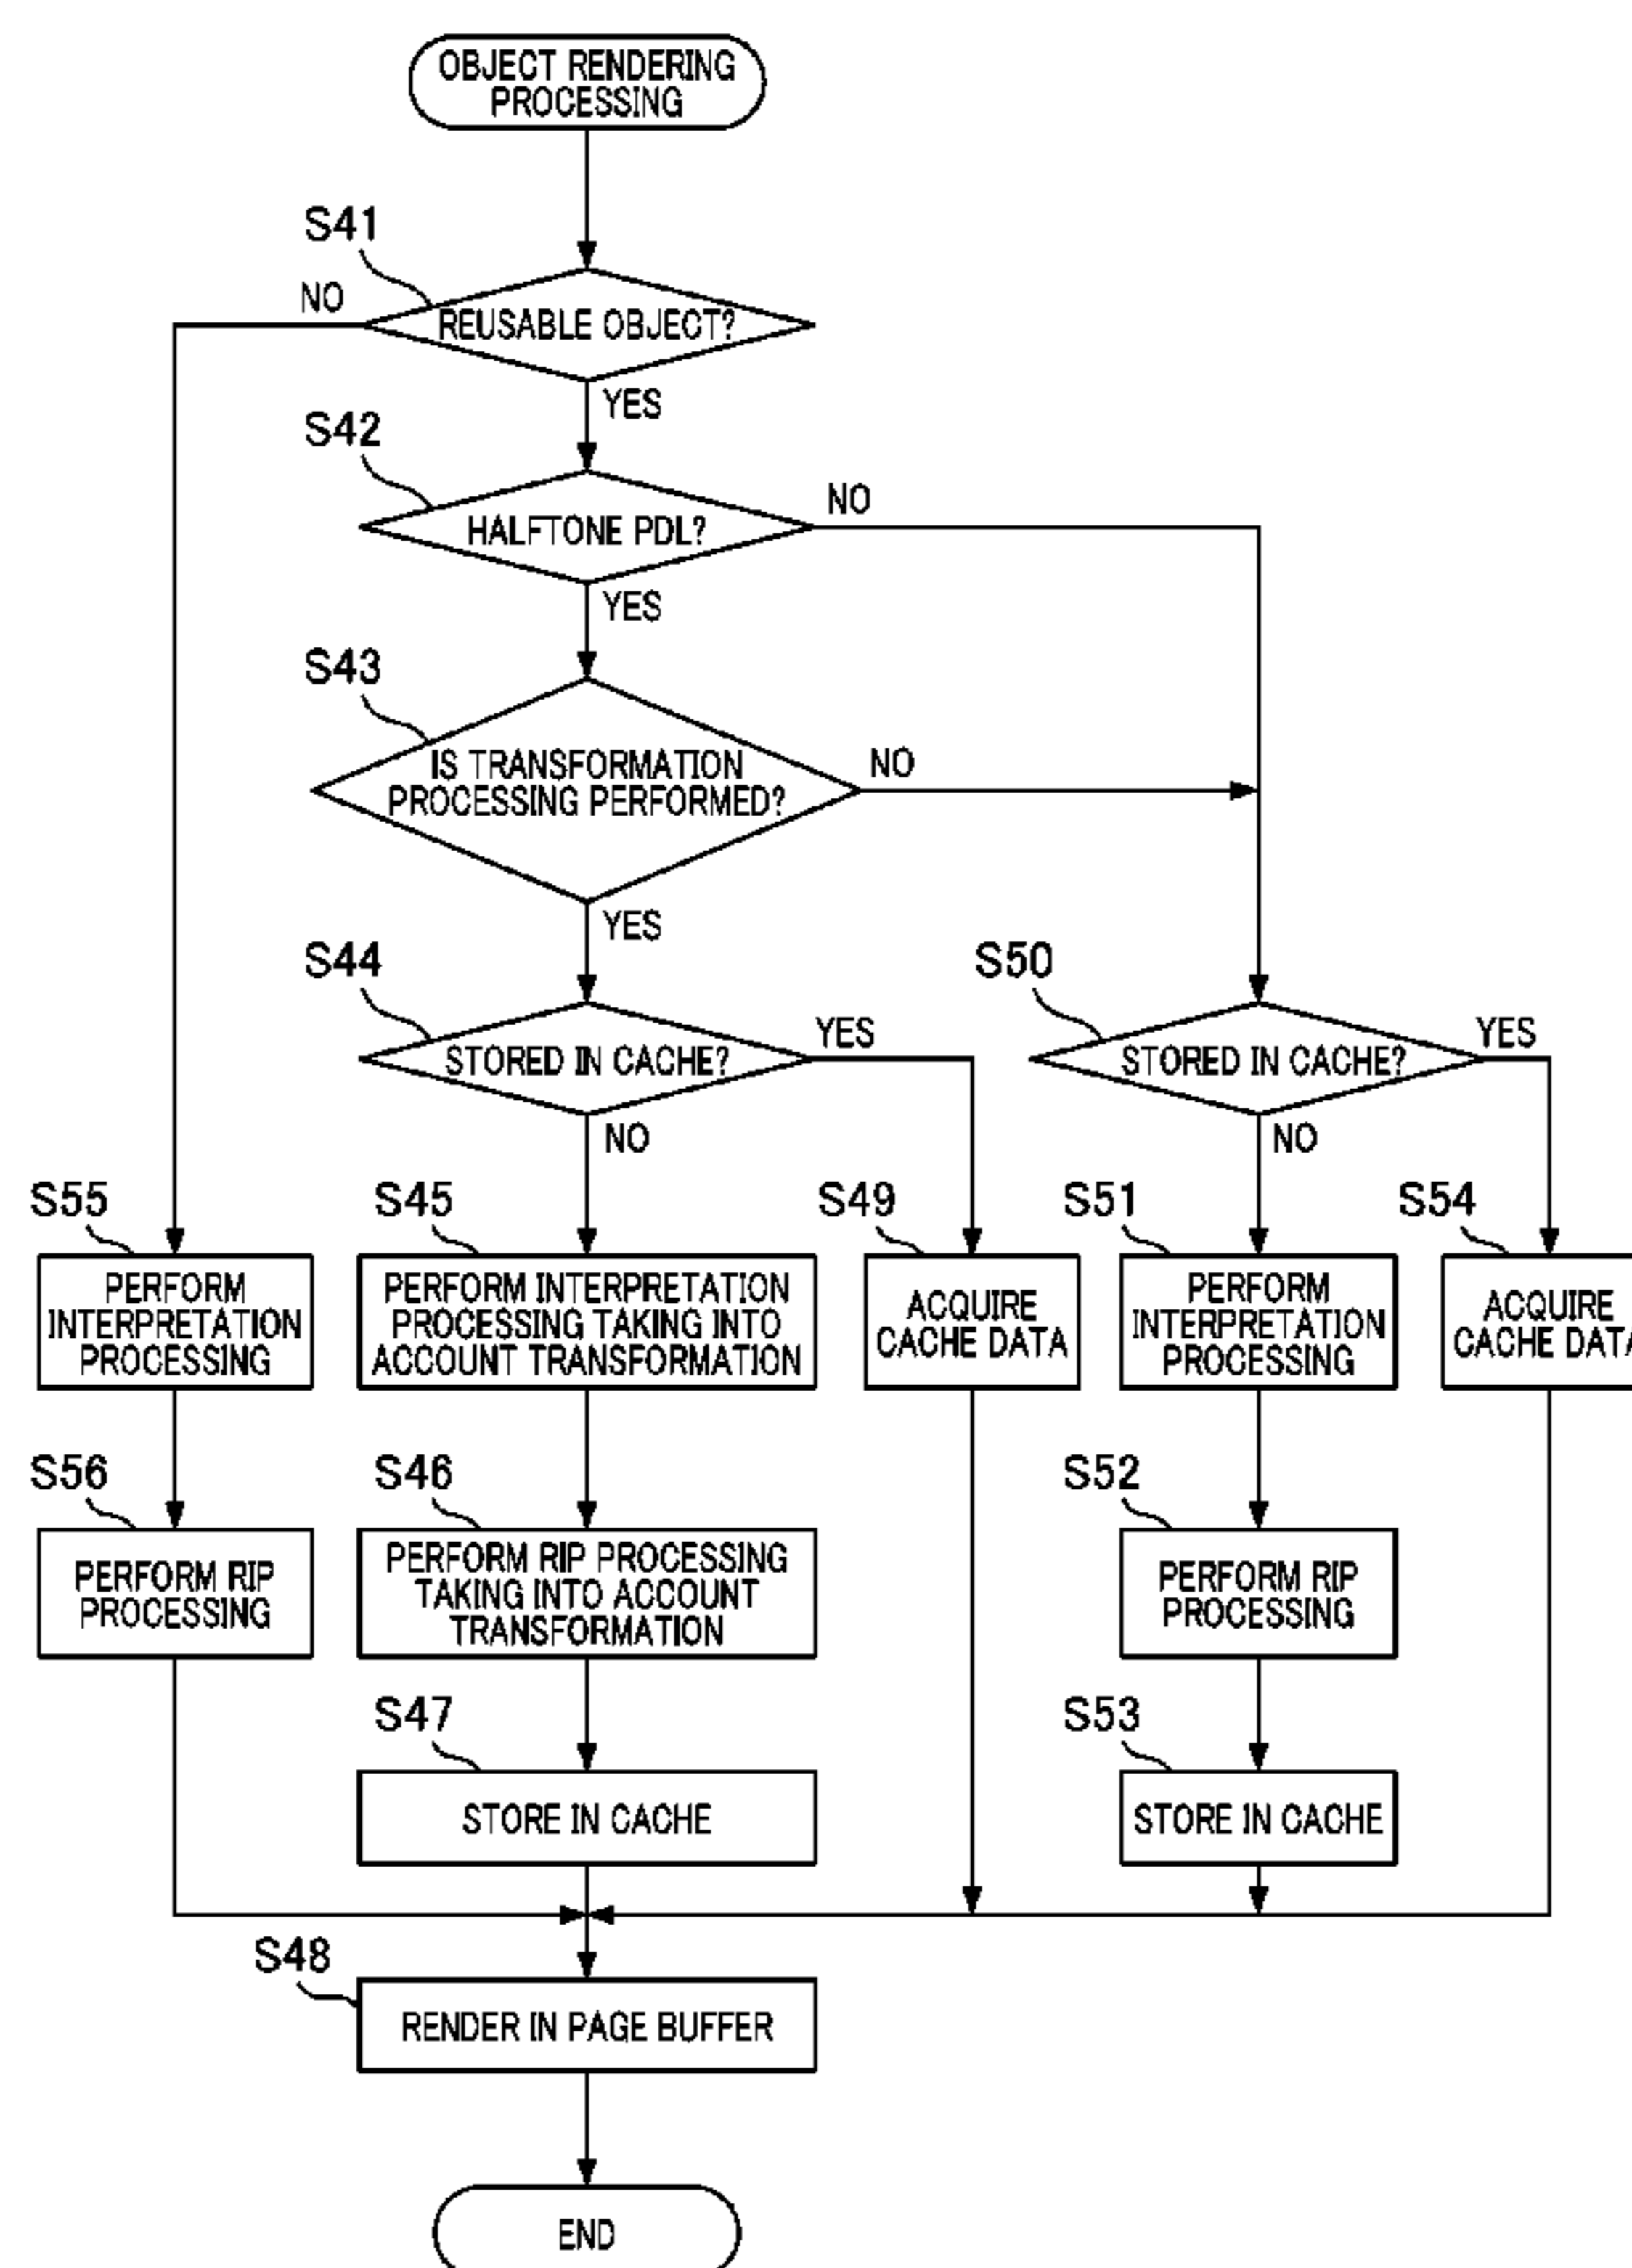 OBJECT RENDERING
PROCESSING
S41
NO
REUSABLE OBJECT?
YES
S42
HALFTONE PDL?
NO
YES
S43
IS TRANSFORMATION
PROCESSING PERFORMED?
NO
YES
S44
STORED IN CACHE?
YES
NO
S50
STORED IN CACHE?
YES
NO
S55
PERFORM
INTERPRETATION
PROCESSING
S45
PERFORM INTERPRETATION
PROCESSING TAKING INTO
ACCOUNT TRANSFORMATION
S49
ACQUIRE
CACHE DATA
S51
PERFORM
INTERPRETATION
PROCESSING
S54
ACQUIRE
CACHE DATA
S56
PERFORM RIP
PROCESSING
S46
PERFORM RIP PROCESSING
TAKING INTO ACCOUNT
TRANSFORMATION
S52
PERFORM RIP
PROCESSING
S47
STORE IN CACHE
S53
STORE IN CACHE
S48
RENDER IN PAGE BUFFER
END